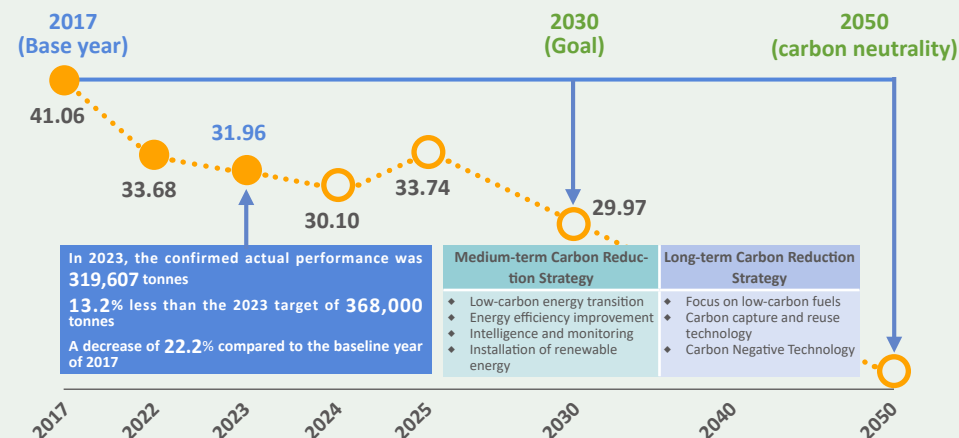 2017
(Base year)
2030
(Goal)
2050
(carbon neutrality)
41.06
33.68
31.96
30.10
33.74
29.97
In 2023, the confirmed actual performance was
319,607 tonnes
13.2% less than the 2023 target of 368,000
tonnes
A decrease of 22.2% compared to the baseline year
of 2017
Medium-term Carbon Reduc-
tion Strategy
◆ Low-carbon energy transition
◆ Energy efficiency improvement
◆ Intelligence and monitoring
◆ Installation of renewable
energy
Long-term Carbon Reduction
Strategy
◆ Focus on low-carbon fuels
◆ Carbon capture and reuse
technology
◆ Carbon Negative Technology
2017
2022
2023
2024
2025
2030
2040
2050